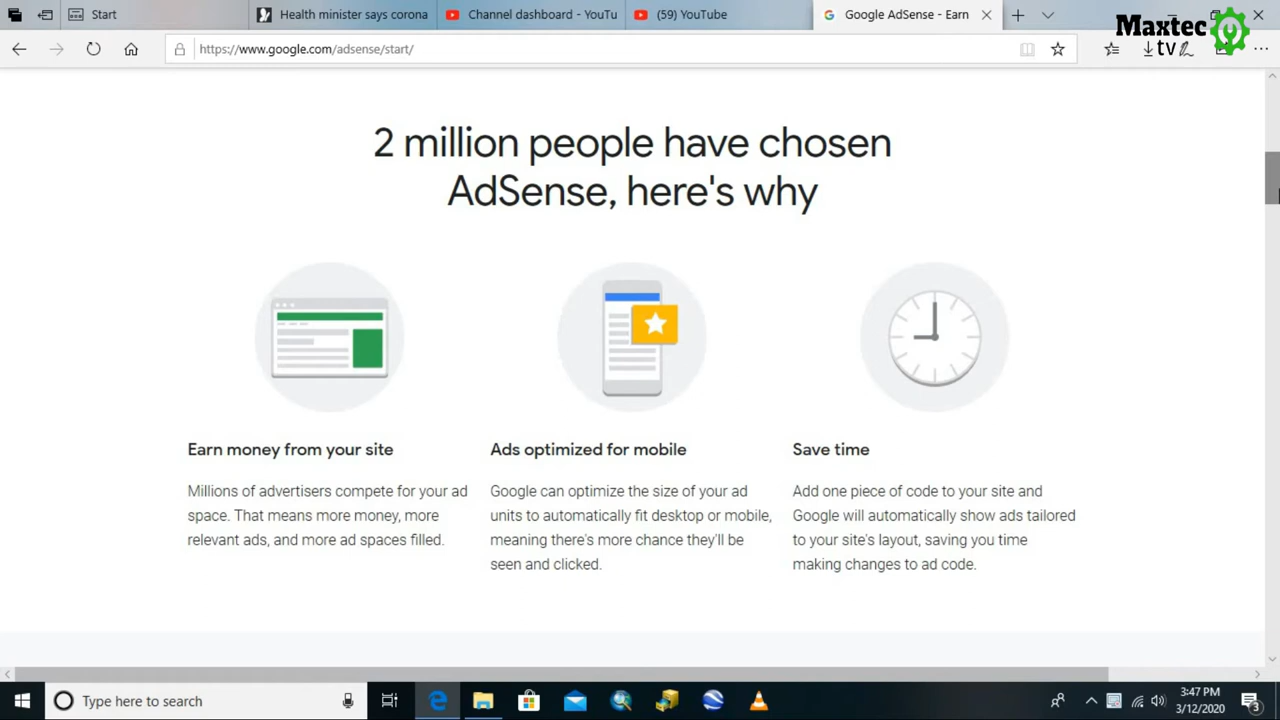 Start
Health minister says corona
Channel dashboard - YouTu
(59) YouTube
Google AdSense - Earn
Maxtec
tv
https://www.google.com/adsense/start/
2 million people have chosen
AdSense, here's why
Earn money from your site
Millions of advertisers compete for your ad
space. That means more money, more
relevant ads, and more ad spaces filled.
Ads optimized for mobile
Google can optimize the size of your ad
units to automatically fit desktop or mobile,
meaning there's more chance they'll be
seen and clicked.
Save time
Add one piece of code to your site and
Google will automatically show ads tailored
to your site's layout, saving you time
making changes to ad code.
Type here to search
3:47 PM
3/12/2020
3